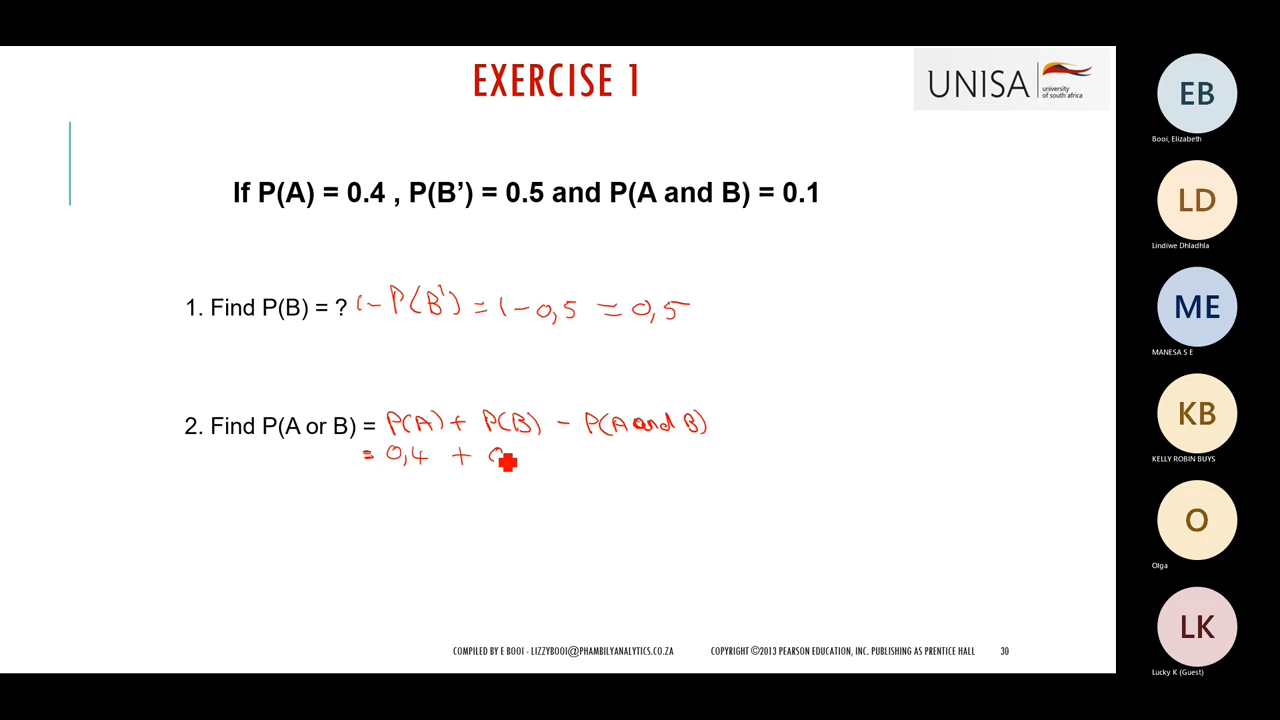 EXERCISE 1
UNISA
university
of south africa
If P(A) = 0.4 , P(B’) = 0.5 and P(A and B) = 0.1
1. Find P(B) = ? 1 - P(B') = 1 - 0,5 = 0,5
2. Find P(A or B) = P(A) + P(B) - P(A and B)
= 0,4 + 0
COMPILED BY E BOOI - LIZZYBOOI@PHAMBILYANALYTICS.CO.ZA
COPYRIGHT ©2013 PEARSON EDUCATION, INC. PUBLISHING AS PRENTICE HALL
30
EB
Booi, Elizabeth
LD
Lindiwe Dhladhla
ME
MANESA S E
KB
KELLY ROBIN BUYS
O
Olga
LK
Lucky K (Guest)